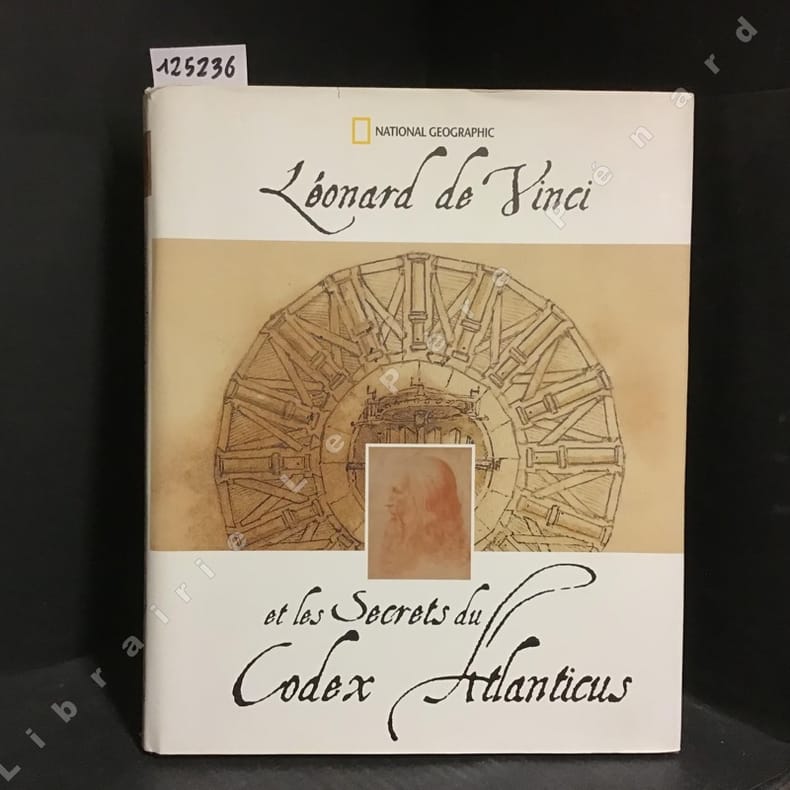 125236
NATIONAL GEOGRAPHIC
Léonard de Vinci
et les Secrets du
Codex Atlanticus
Librairie Le Père Pénard